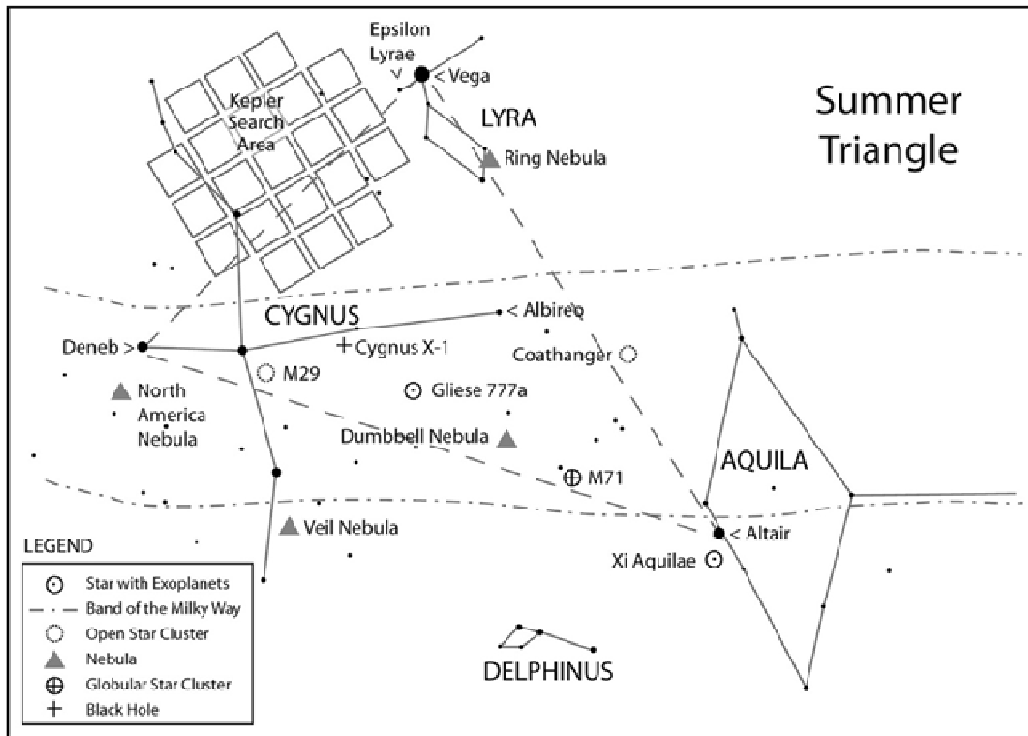 Epsilon
Lyrae
< Vega
Kepler
Search
Area
LYRA
Ring Nebula
Summer
Triangle
CYGNUS
< Albireo
Deneb >
Cygnus X-1
Coathanger
M29
North
America
Nebula
Gliese 777a
Dumbbell Nebula
M71
AQUILA
Veil Nebula
< Altair
Xi Aquilae
DELPHINUS
LEGEND
Star with Exoplanets
Band of the Milky Way
Open Star Cluster
Nebula
Globular Star Cluster
Black Hole